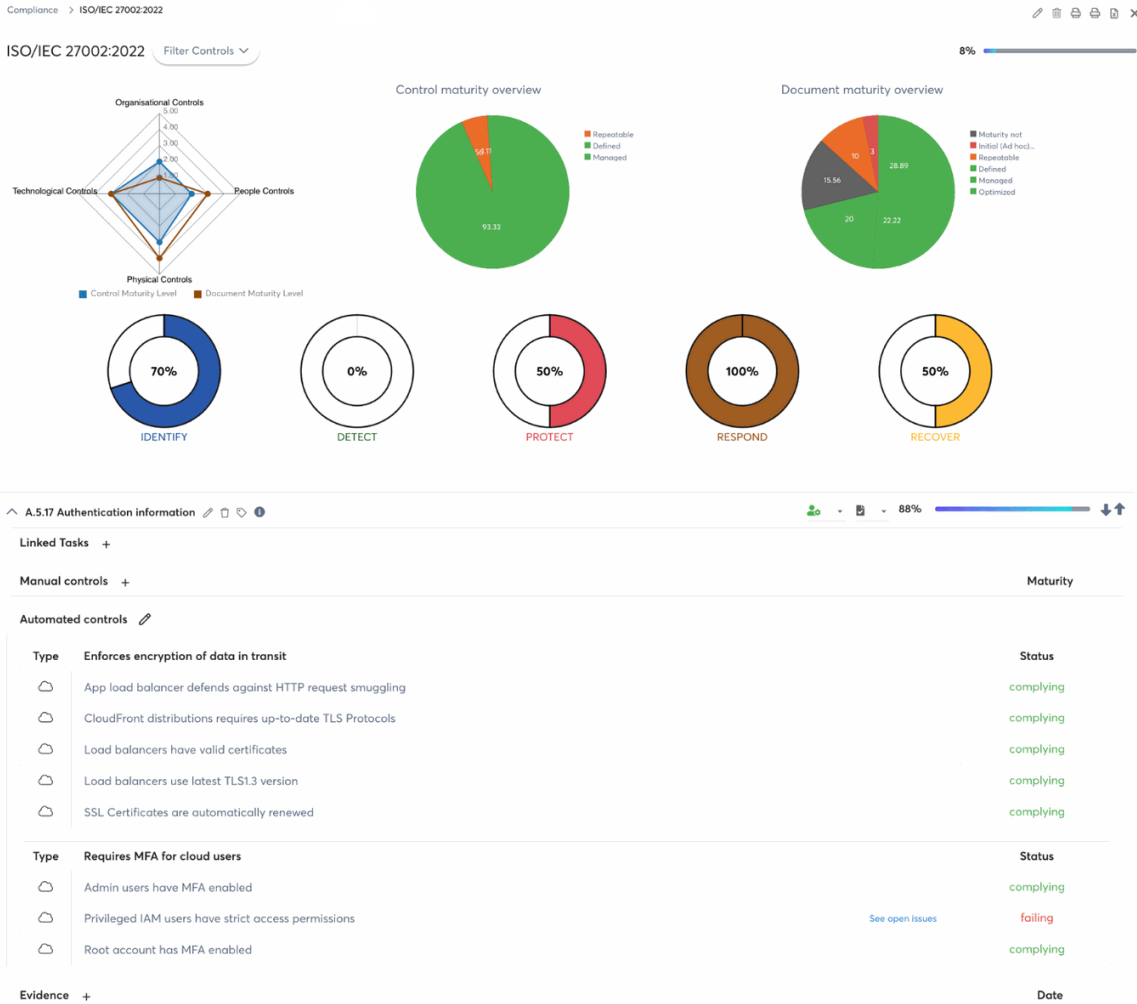 Compliance > ISO/IEC 27002:2022
ISO/IEC 27002:2022 Filter Controls
8%
Organisational Controls
5.00
4.00
3.00
2.00
1.00
Technological Controls
People Controls
Physical Controls
Control Maturity Level Document Maturity Level
Control maturity overview
93.33
Repeatable
Defined
Managed
Document maturity overview
28.89
22.22
20
15.56
10
3
Maturity not
Initial (Ad hoc)...
Repeatable
Defined
Managed
Optimized
70%
IDENTIFY
0%
DETECT
50%
PROTECT
100%
RESPOND
50%
RECOVER
A.5.17 Authentication information 88%
Linked Tasks +
Manual controls + Maturity
Automated controls
Type Enforces encryption of data in transit Status
App load balancer defends against HTTP request smuggling complying
CloudFront distributions requires up-to-date TLS Protocols complying
Load balancers have valid certificates complying
Load balancers use latest TLS1.3 version complying
SSL Certificates are automatically renewed complying
Type Requires MFA for cloud users Status
Admin users have MFA enabled complying
Privileged IAM users have strict access permissions See open issues failing
Root account has MFA enabled complying
Evidence + Date